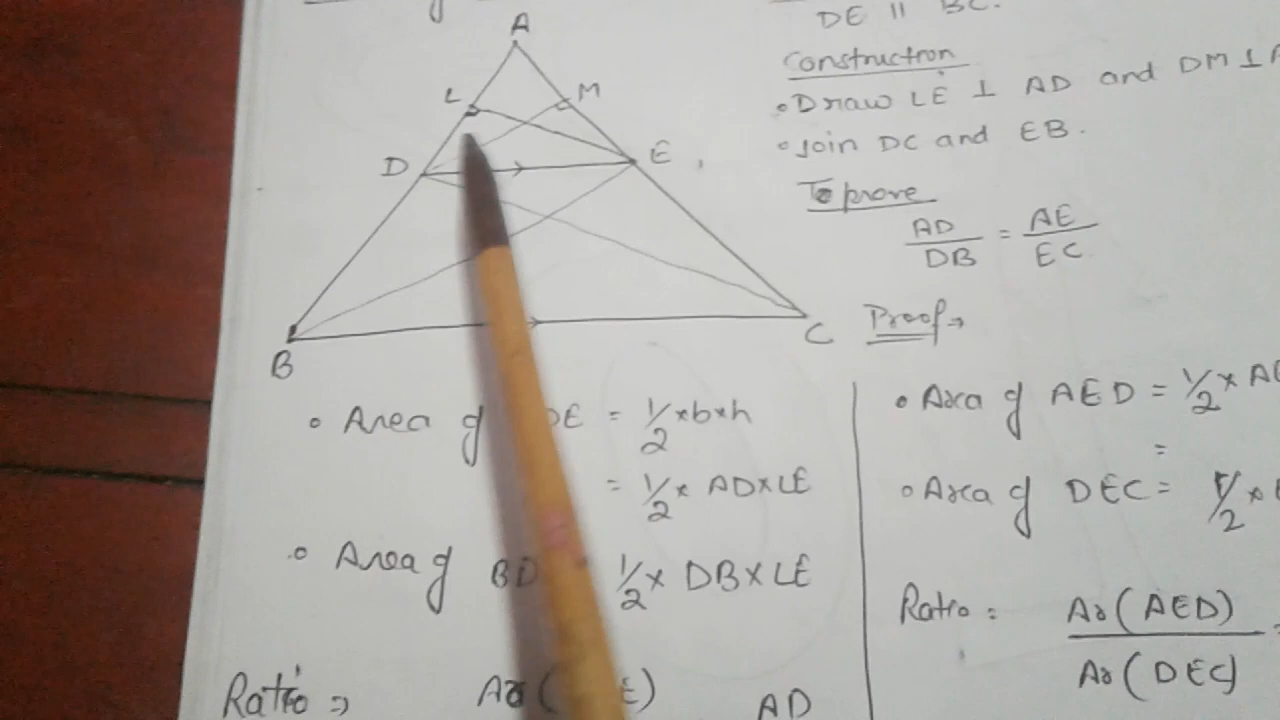 A
L
M
D
E
B
C
DE || BC.
Construction
• Draw LE ⊥ AD and DM ⊥
• Join DC and EB.
To prove
AD/DB = AE/EC
Proof →
• Area of DE = 1/2 × b × h
= 1/2 × AD × LE
• Area of BD 1/2 × DB × LE
Ratio ⇒ Ar( E) AD
• Area of AED = 1/2 ×
=
• Area of DEC = 1/2 ×
Ratio = Ar(AED)
Ar(DEC)